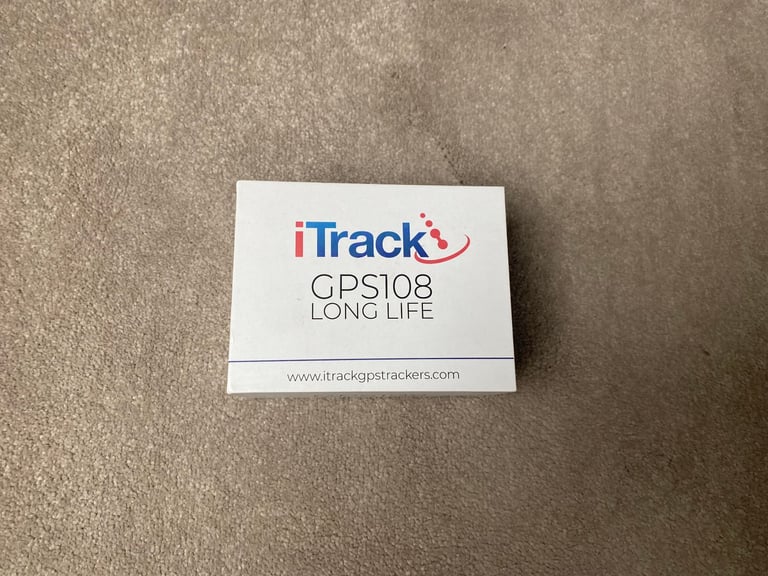 iTrack
GPS108
LONG LIFE
www.itrackgpstrackers.com